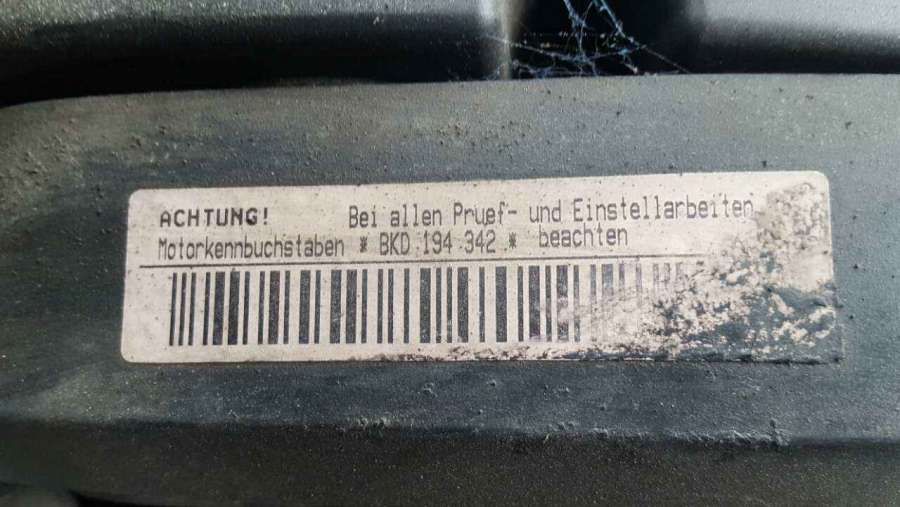 ACHTUNG! Bei allen Pruef- und Einstellarbeiten
Motorkennbuchstaben * BKD 194 342 * beachten